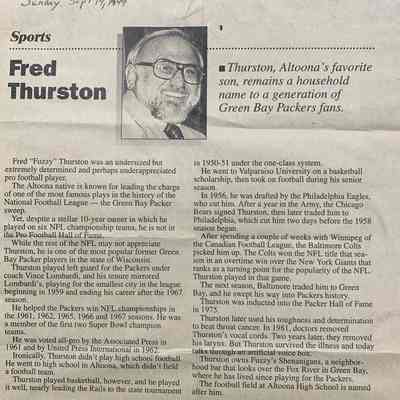 Sunday Sept 19, 1999
Sports
Fred
Thurston
■ Thurston, Altoona's favorite
son, remains a household
name to a generation of
Green Bay Packers fans.
Fred "Fuzzy" Thurston was an undersized but
extremely determined and perhaps underappreciated
pro football player.
The Altoona native is known for leading the charge
of one of the most famous plays in the history of the
National Football League — the Green Bay Packer
sweep.
Yet, despite a stellar 10-year career in which he
played on six NFL championship teams, he is not in
the Pro Football Hall of Fame.
While the rest of the NFL may not appreciate
Thurston, he is one of the most popular former Green
Bay Packer players in the state of Wisconsin.
Thurston played left guard for the Packers under
coach Vince Lombardi, and his tenure mirrored
Lombardi's, playing for the smallest city in the league
beginning in 1959 and ending his career after the 1967
season.
He helped the Packers win NFL championships in
the 1961, 1962, 1965, 1966 and 1967 seasons. He was
a member of the first two Super Bowl champion
teams.
He was voted all-pro by the Associated Press in
1961 and by United Press International in 1962.
Ironically, Thurston didn't play high school football.
He went to high school in Altoona, which didn't field
a football team.
Thurston played basketball, however, and he played
it well, nearly leading the Rails to the state tournament
in 1950-51 under the one-class system.
He went to Valparaiso University on a basketball
scholarship, then took on football during his senior
season.
In 1956, he was drafted by the Philadelphia Eagles,
who cut him. After a year in the Army, the Chicago
Bears signed Thurston, then later traded him to
Philadelphia, which cut him two days before the 1958
season began.
After spending a couple of weeks with Winnipeg of
the Canadian Football League, the Baltimore Colts
picked him up. The Colts won the NFL title that sea-
son in an overtime win over the New York Giants that
ranks as a turning point for the popularity of the NFL.
Thurston played in that game.
The next season, Baltimore traded him to Green
Bay, and he swept his way into Packers history.
Thurston was inducted into the Packer Hall of Fame
in 1975.
Thurston later used his toughness and determination
to beat throat cancer. In 1981, doctors removed
Thurston's vocal cords. Two years later, they removed
his larynx. But Thurston survived the illness and today
talks through an artificial voice box.
Thurston owns Fuzzy's Shenanigans, a neighbor-
hood bar that looks over the Fox River in Green Bay,
where he has lived since playing for the Packers.
The football field at Altoona High School is named
after him.